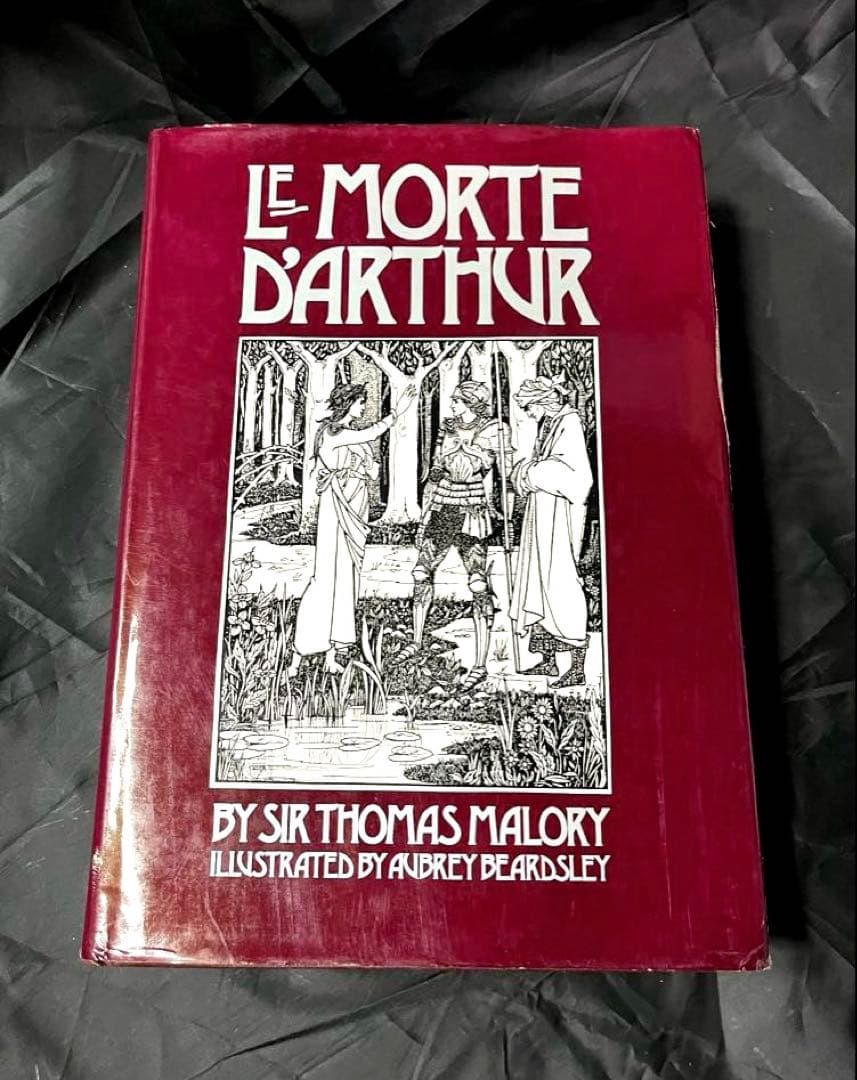 LE MORTE
D'ARTHUR
BY SIR THOMAS MALORY
ILLUSTRATED BY AUBREY BEARDSLEY